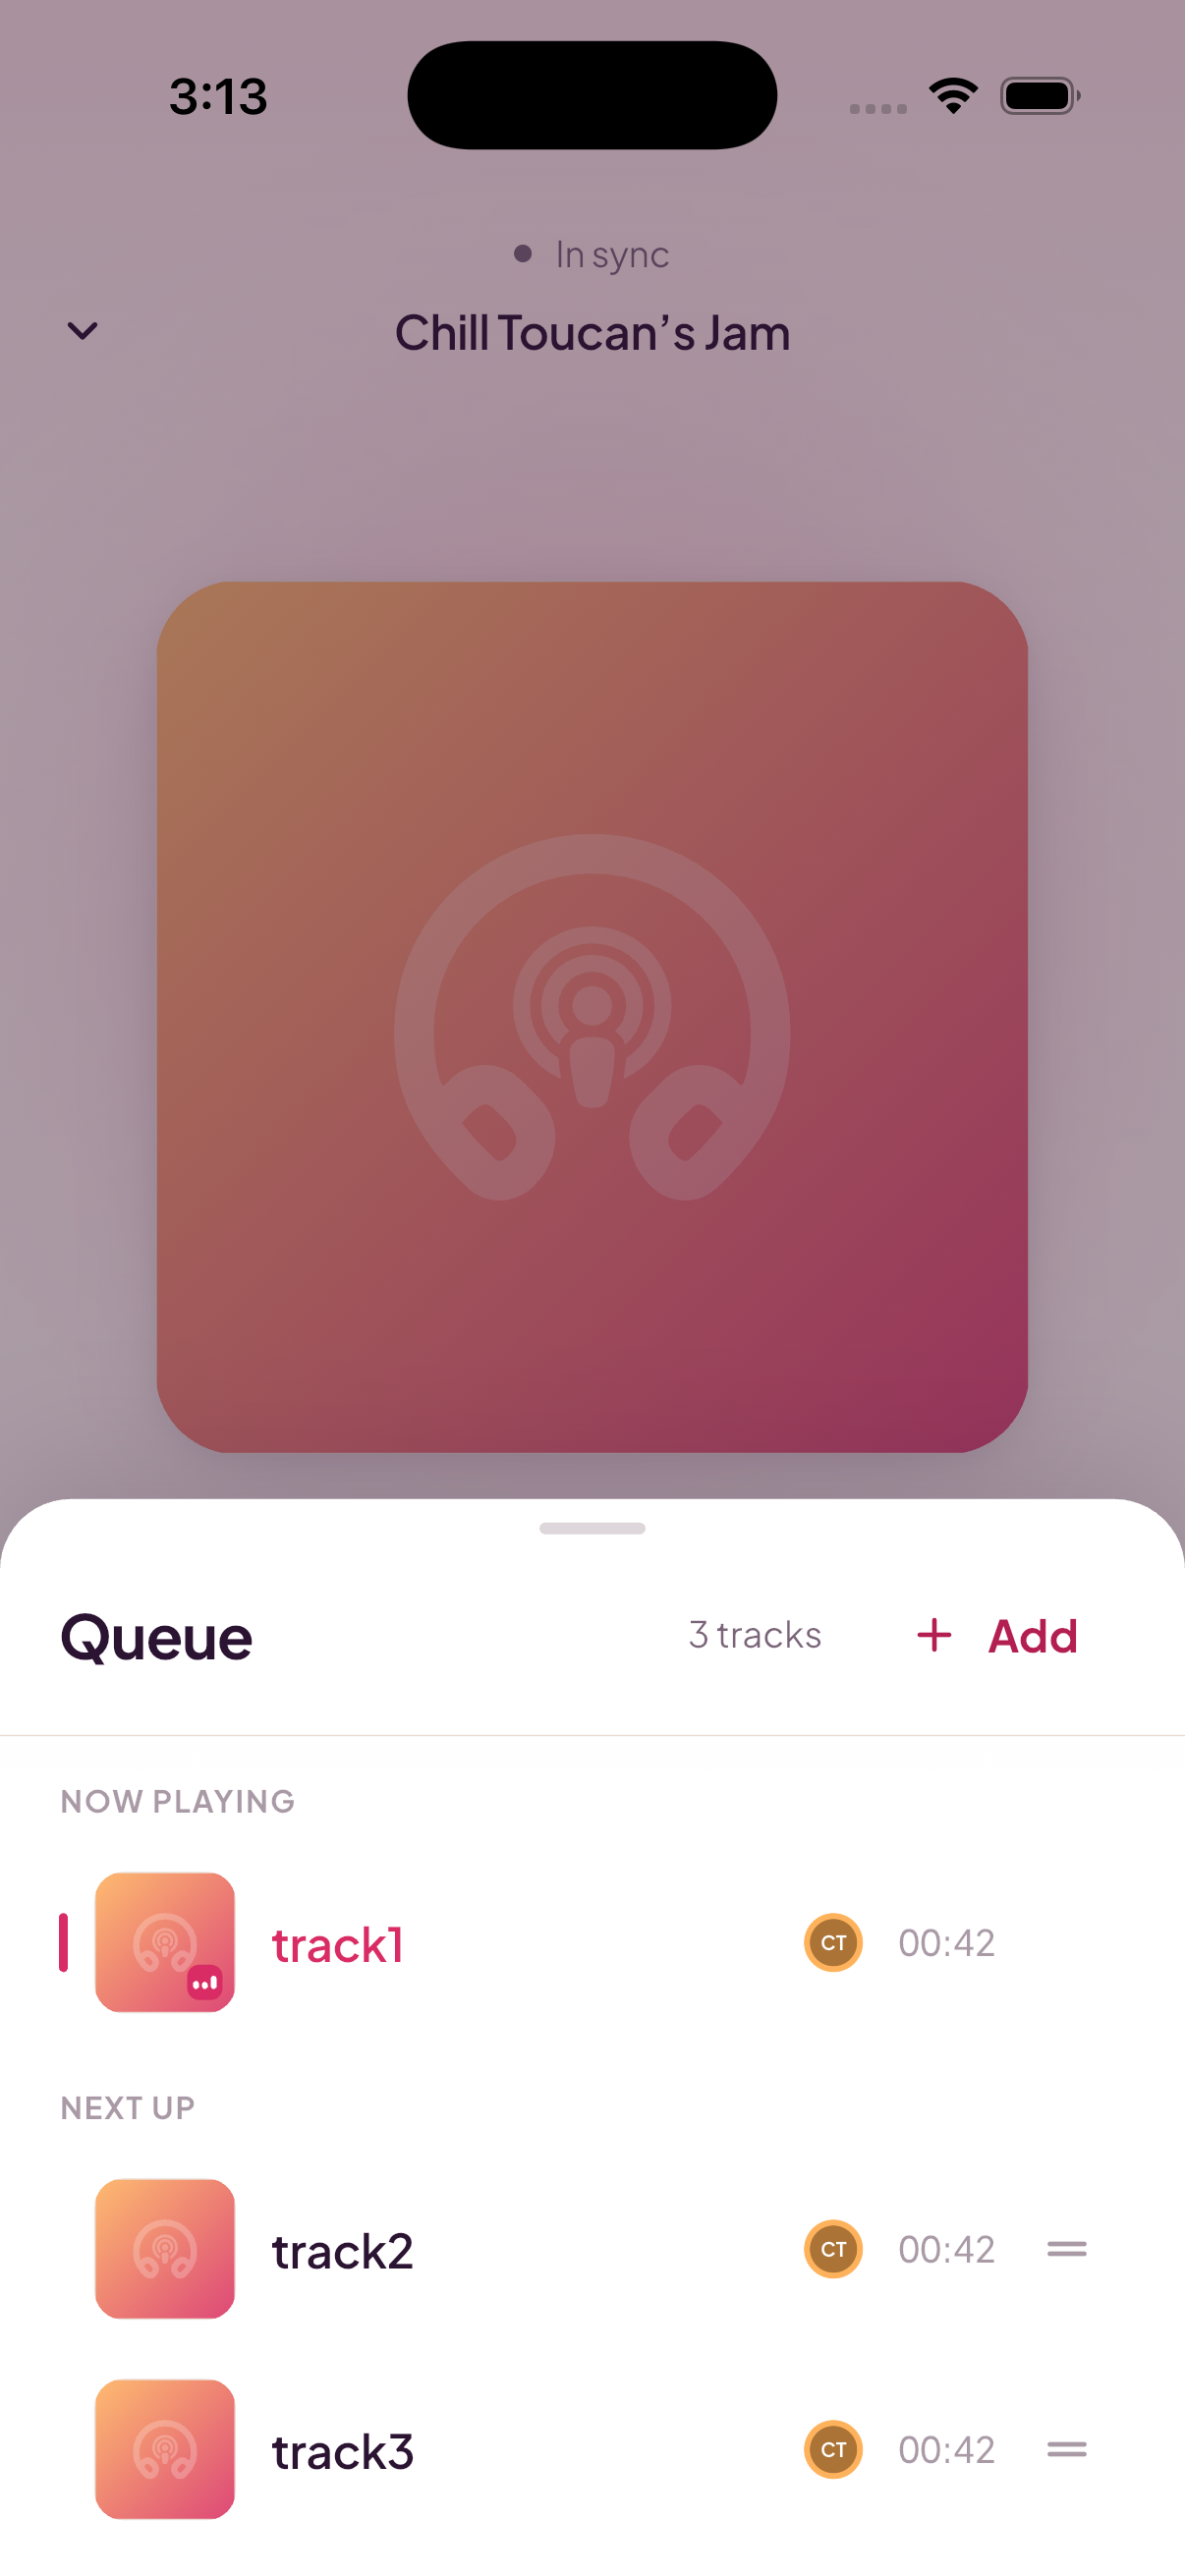 3:13
In sync
Chill Toucan’s Jam
Queue
3 tracks
+ Add
NOW PLAYING
track1
CT
00:42
NEXT UP
track2
CT
00:42
track3
CT
00:42